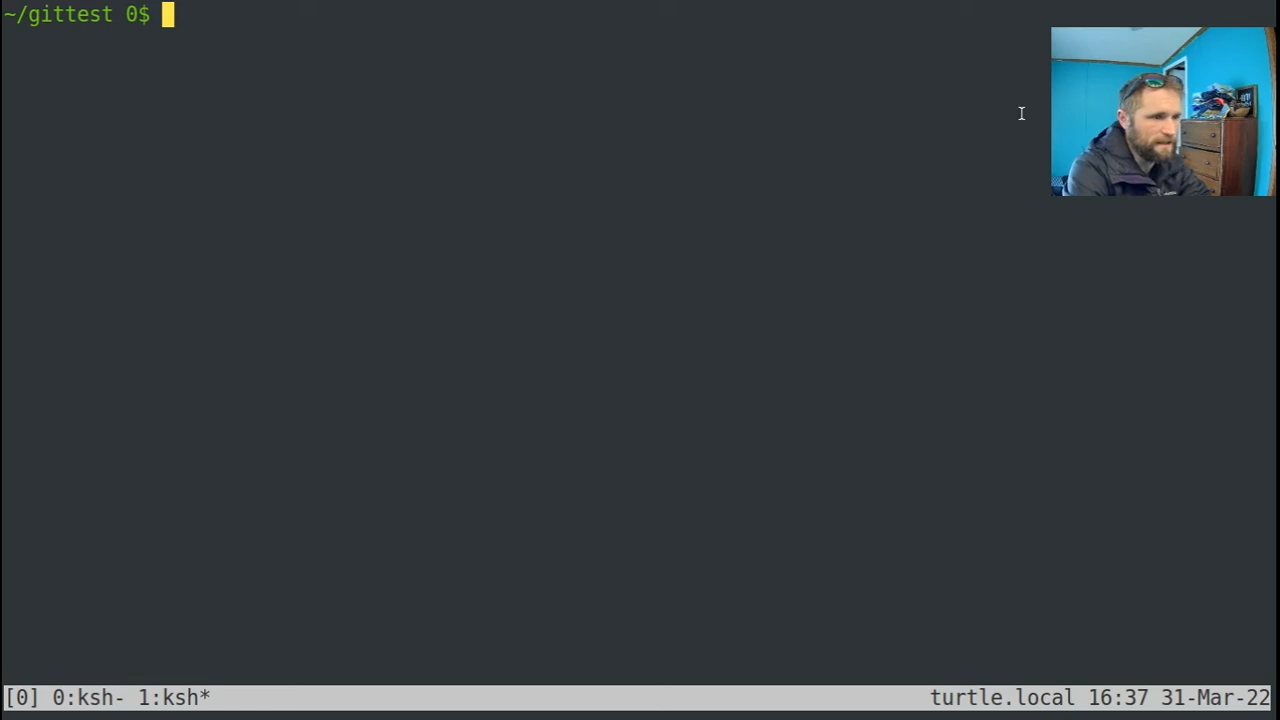 ~/gittest 0$
[0] 0:ksh- 1:ksh* turtle.local 16:37 31-Mar-22